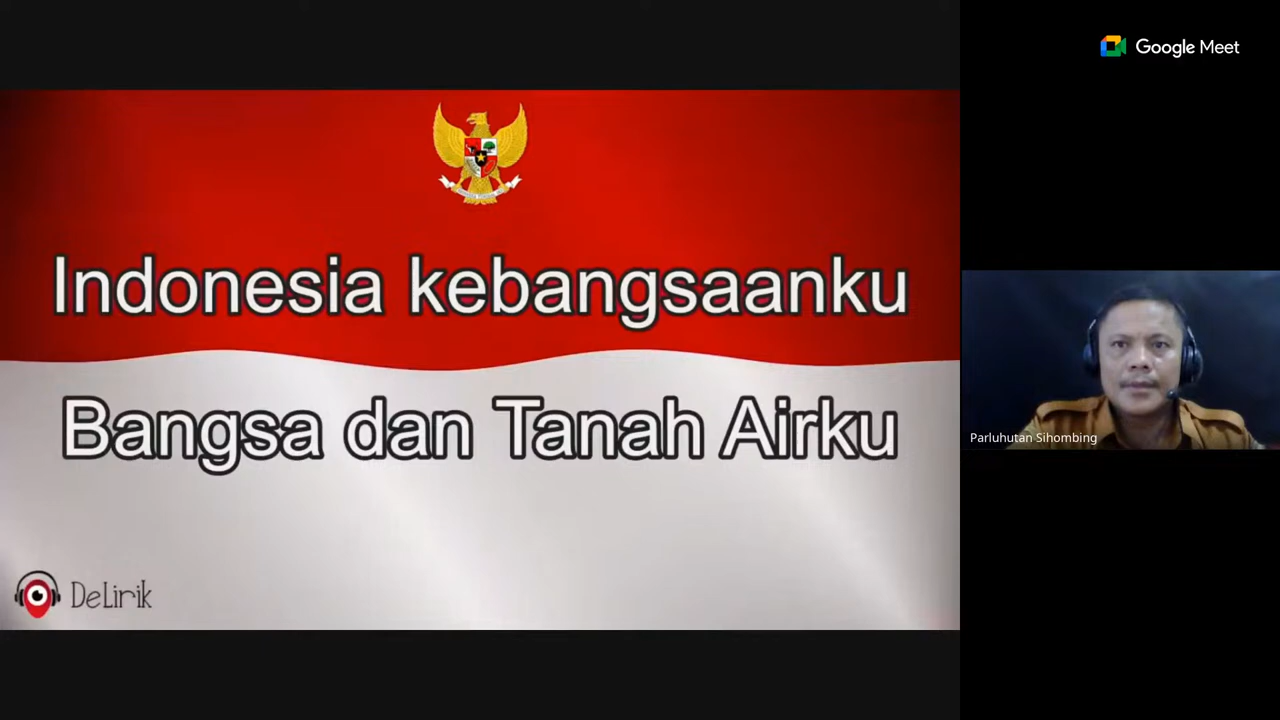 Google Meet
Indonesia kebangsaanku
Bangsa dan Tanah Airku
Parluhutan Sihombing
DeLirik